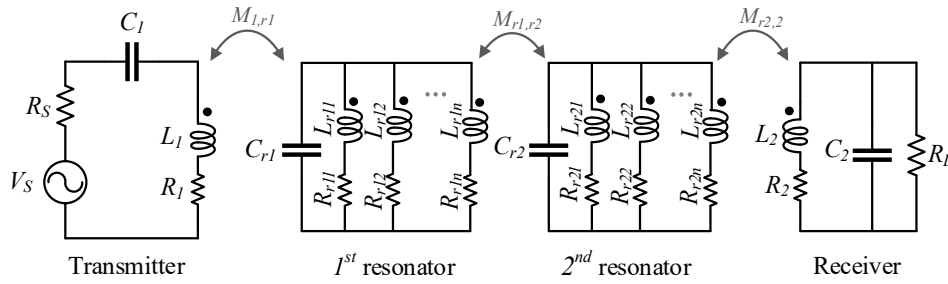 M1,r1
Mr1,r2
Mr2,2
C1
RS
VS
L1
R1
Cr1
Lr11
Lr12
...
Lr1n
Rr11
Rr12
Rr1n
Cr2
Lr21
Lr22
...
Lr2n
Rr21
Rr22
Rr2n
L2
R2
C2
RL
Transmitter
1st resonator
2nd resonator
Receiver